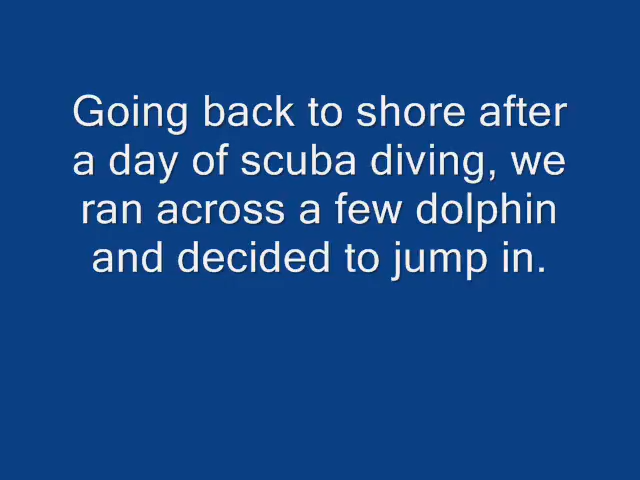 Going back to shore after
a day of scuba diving, we
ran across a few dolphin
and decided to jump in.